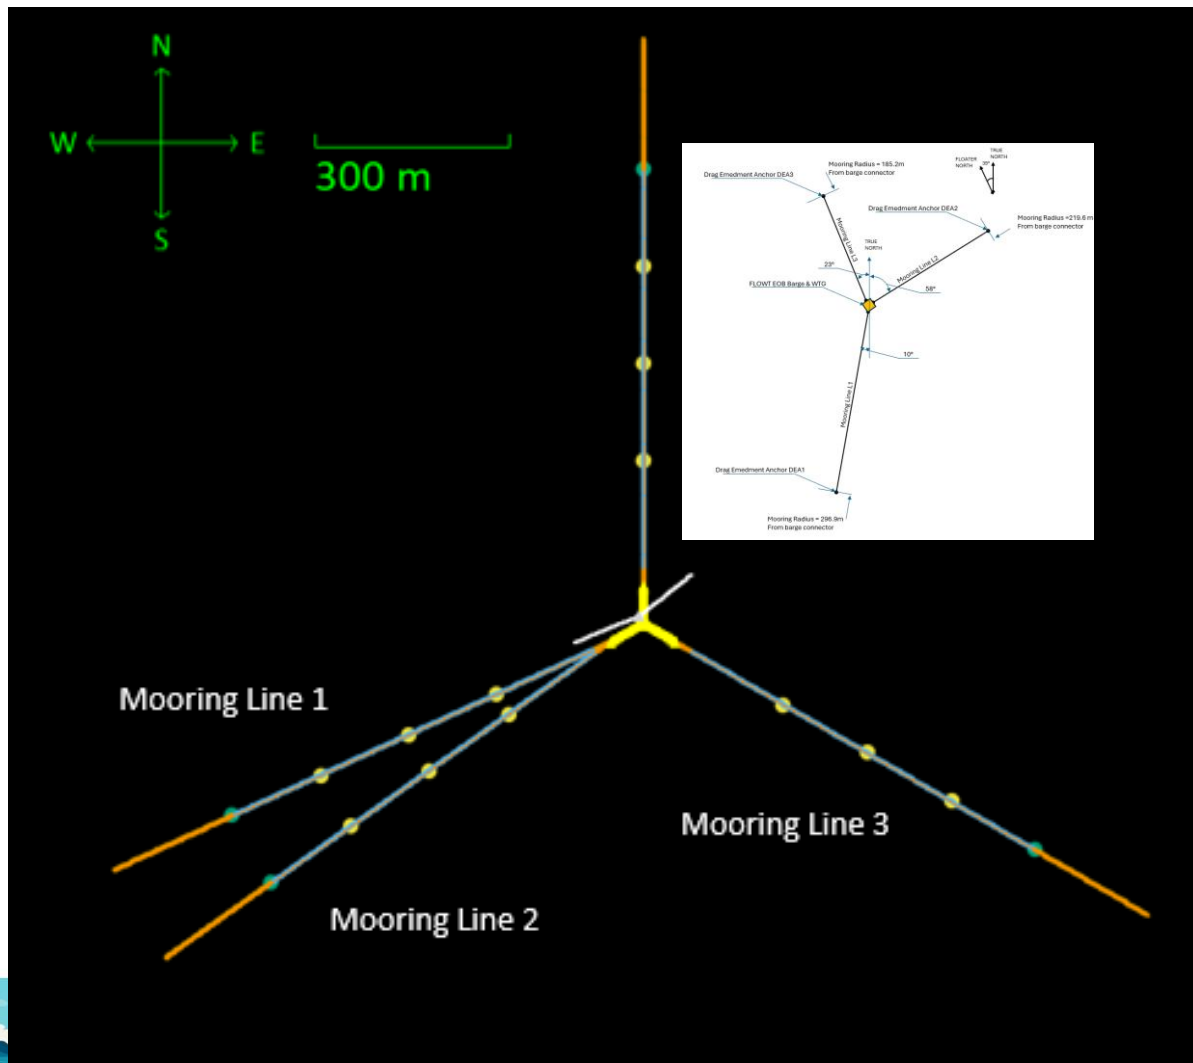 N
W E
300 m
S
Mooring Radius = 185.2m
From barge connector
Drag Emedment Anchor DEA3
FLOATER
NORTH
35°
TRUE
NORTH
Drag Emedment Anchor DEA2
Mooring Radius =219.6 m
From barge connector
Mooring Line L3
TRUE
NORTH
Mooring Line L2
23°
58°
FLOWT EOB Barge & WTG
10°
Mooring Line L1
Drag Emedment Anchor DEA1
Mooring Radius = 296.9m
From barge connector
Mooring Line 1
Mooring Line 2
Mooring Line 3